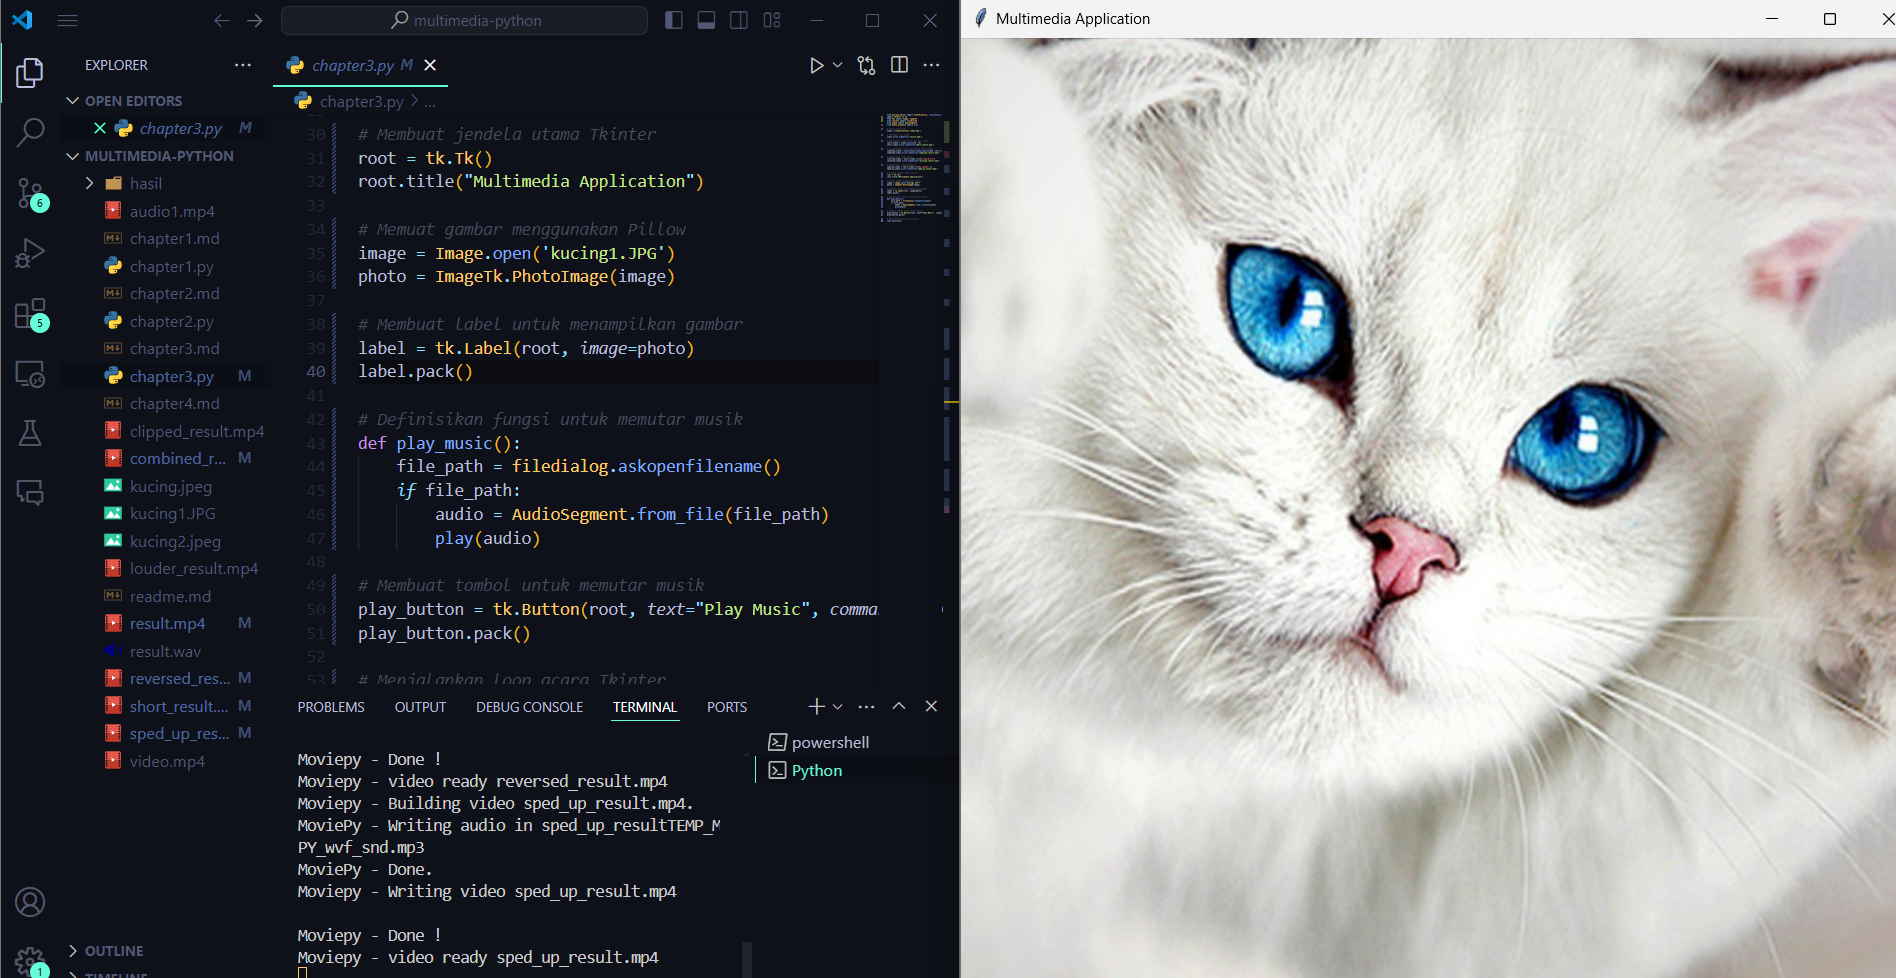 multimedia-python
EXPLORER
OPEN EDITORS
chapter3.py M
MULTIMEDIA-PYTHON
hasil
audio1.mp4
chapter1.md
chapter1.py
chapter2.md
chapter2.py
chapter3.md
chapter3.py M
chapter4.md
clipped_result.mp4
combined_r... M
kucing.jpeg
kucing1.JPG
kucing2.jpeg
louder_result.mp4
readme.md
result.mp4 M
result.wav
reversed_res... M
short_result.... M
sped_up_res... M
video.mp4
OUTLINE
TIMELINE
6
5
1
chapter3.py M
chapter3.py > ...
30 # Membuat jendela utama Tkinter
31 root = tk.Tk()
32 root.title("Multimedia Application")
33
34 # Memuat gambar menggunakan Pillow
35 image = Image.open('kucing1.JPG')
36 photo = ImageTk.PhotoImage(image)
37
38 # Membuat label untuk menampilkan gambar
39 label = tk.Label(root, image=photo)
40 label.pack()
41
42 # Definisikan fungsi untuk memutar musik
43 def play_music():
44 file_path = filedialog.askopenfilename()
45 if file_path:
46 audio = AudioSegment.from_file(file_path)
47 play(audio)
48
49 # Membuat tombol untuk memutar musik
50 play_button = tk.Button(root, text="Play Music", comma
51 play_button.pack()
52
53 # Menjalankan loop acara Tkinter
PROBLEMS OUTPUT DEBUG CONSOLE TERMINAL PORTS
Moviepy - Done !
Moviepy - video ready reversed_result.mp4
Moviepy - Building video sped_up_result.mp4.
MoviePy - Writing audio in sped_up_resultTEMP_M
PY_wvf_snd.mp3
MoviePy - Done.
Moviepy - Writing video sped_up_result.mp4
Moviepy - Done !
Moviepy - video ready sped_up_result.mp4
powershell
Python
Multimedia Application